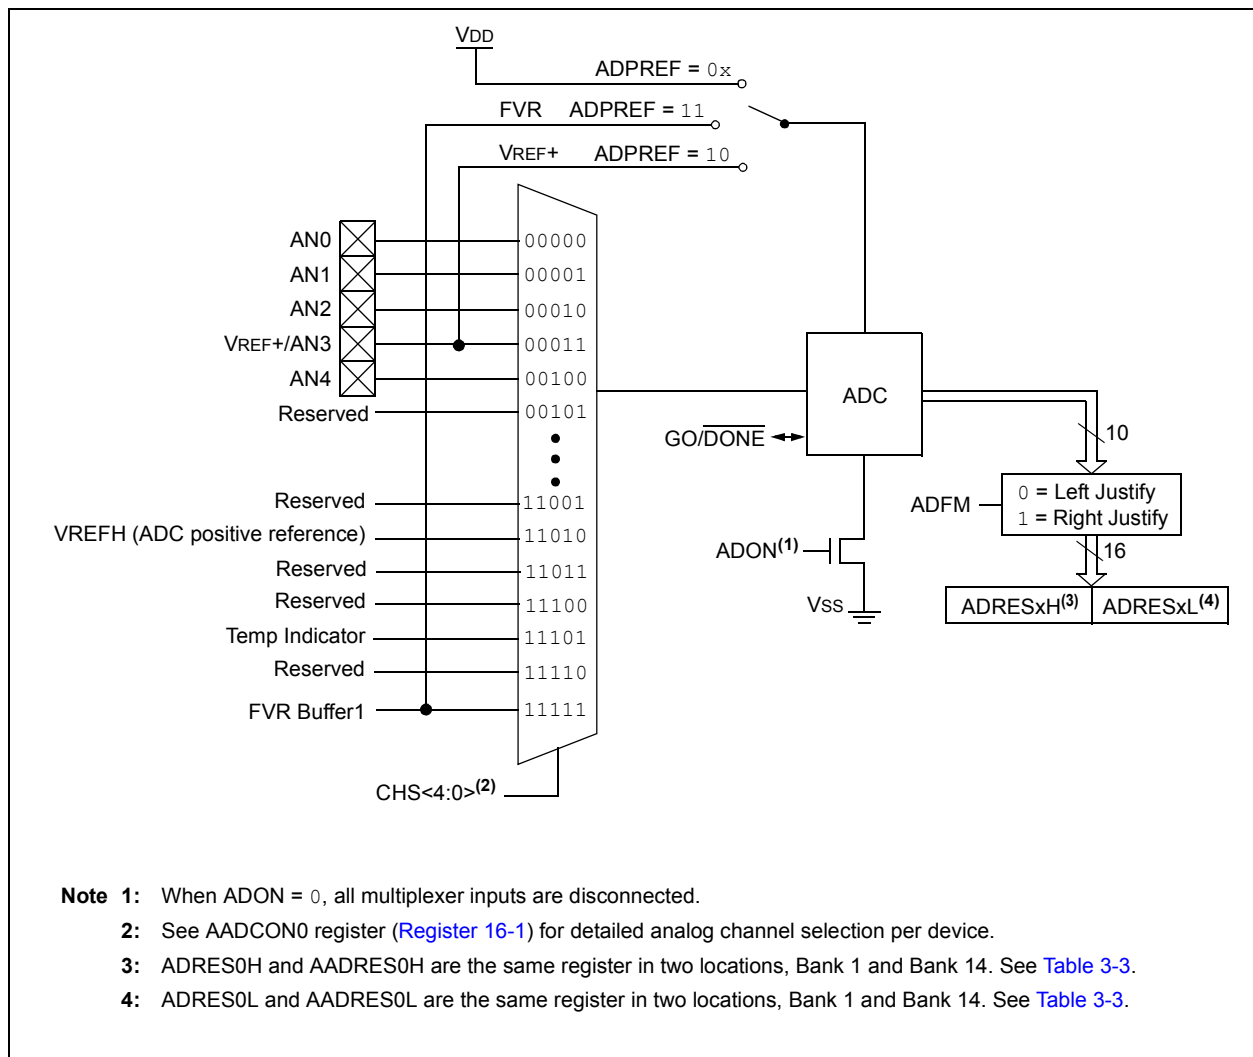 VDD
ADPREF = 0x
FVR ADPREF = 11
VREF+ ADPREF = 10
AN0 00000
AN1 00001
AN2 00010
VREF+/AN3 00011
AN4 00100
Reserved 00101
ADC
GO/DONE
10
Reserved 11001
ADFM 0 = Left Justify
1 = Right Justify
VREFH (ADC positive reference) 11010
ADON(1)
16
Reserved 11011
Reserved 11100
VSS
ADRESxH(3) ADRESxL(4)
Temp Indicator 11101
Reserved 11110
FVR Buffer1 11111
CHS<4:0>(2)
Note 1: When ADON = 0, all multiplexer inputs are disconnected.
2: See AADCON0 register (Register 16-1) for detailed analog channel selection per device.
3: ADRES0H and AADRES0H are the same register in two locations, Bank 1 and Bank 14. See Table 3-3.
4: ADRES0L and AADRES0L are the same register in two locations, Bank 1 and Bank 14. See Table 3-3.